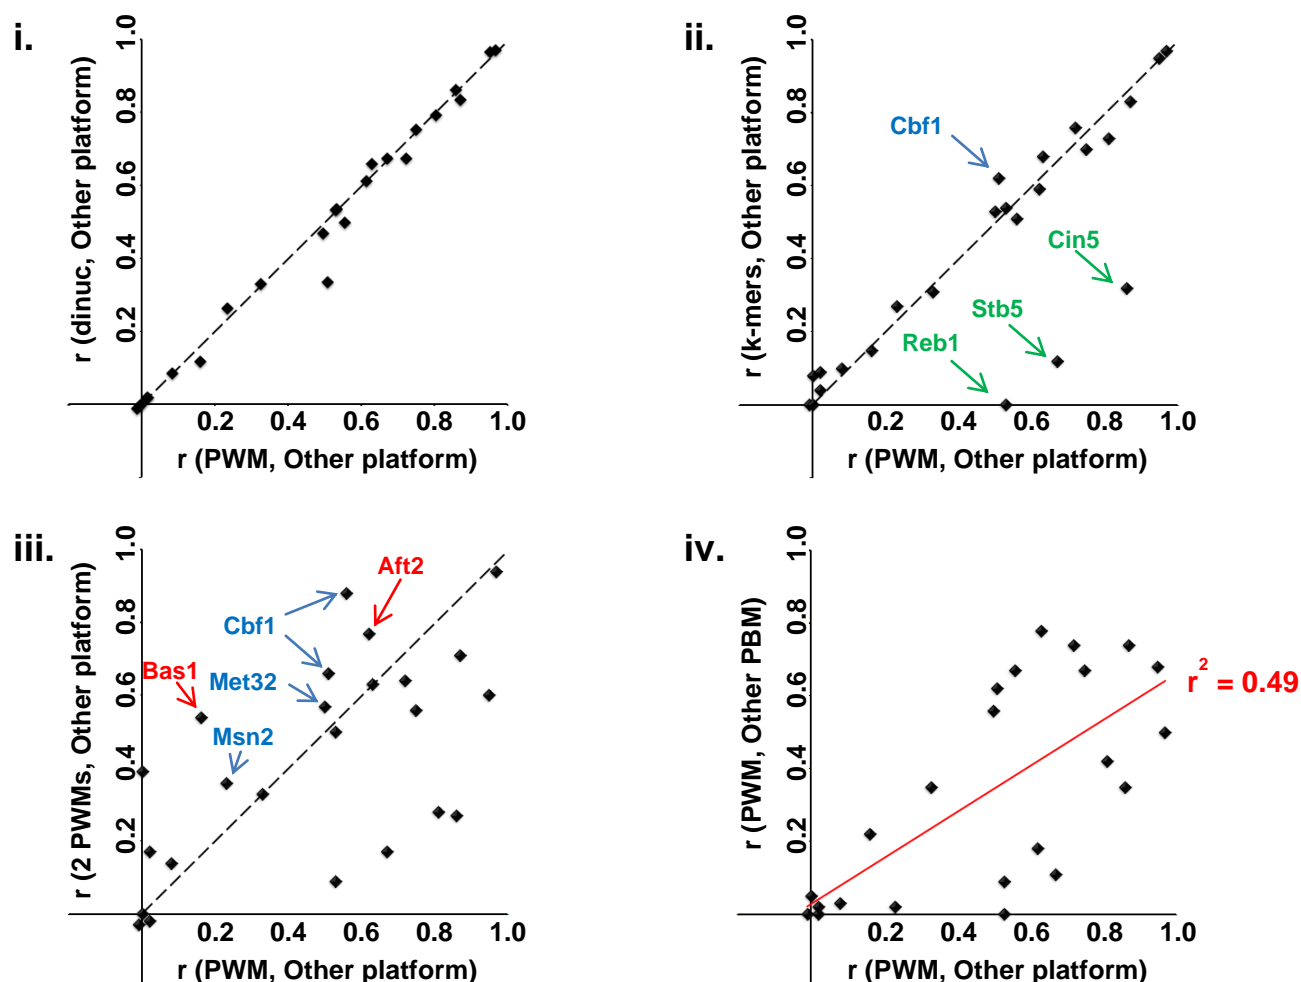 i.
r (dinuc, Other platform)
1.0
0.8
0.6
0.4
0.2
0.2 0.4 0.6 0.8 1.0
r (PWM, Other platform)
ii.
r (k-mers, Other platform)
1.0
0.8
0.6
0.4
0.2
Cbf1
Cin5
Stb5
Reb1
0.2 0.4 0.6 0.8 1.0
r (PWM, Other platform)
iii.
r (2 PWMs, Other platform)
1.0
0.8
0.6
0.4
0.2
Aft2
Cbf1
Bas1
Met32
Msn2
0.2 0.4 0.6 0.8 1.0
r (PWM, Other platform)
iv.
r (PWM, Other PBM)
1.0
0.8
0.6
0.4
0.2
r² = 0.49
0.2 0.4 0.6 0.8 1.0
r (PWM, Other platform)